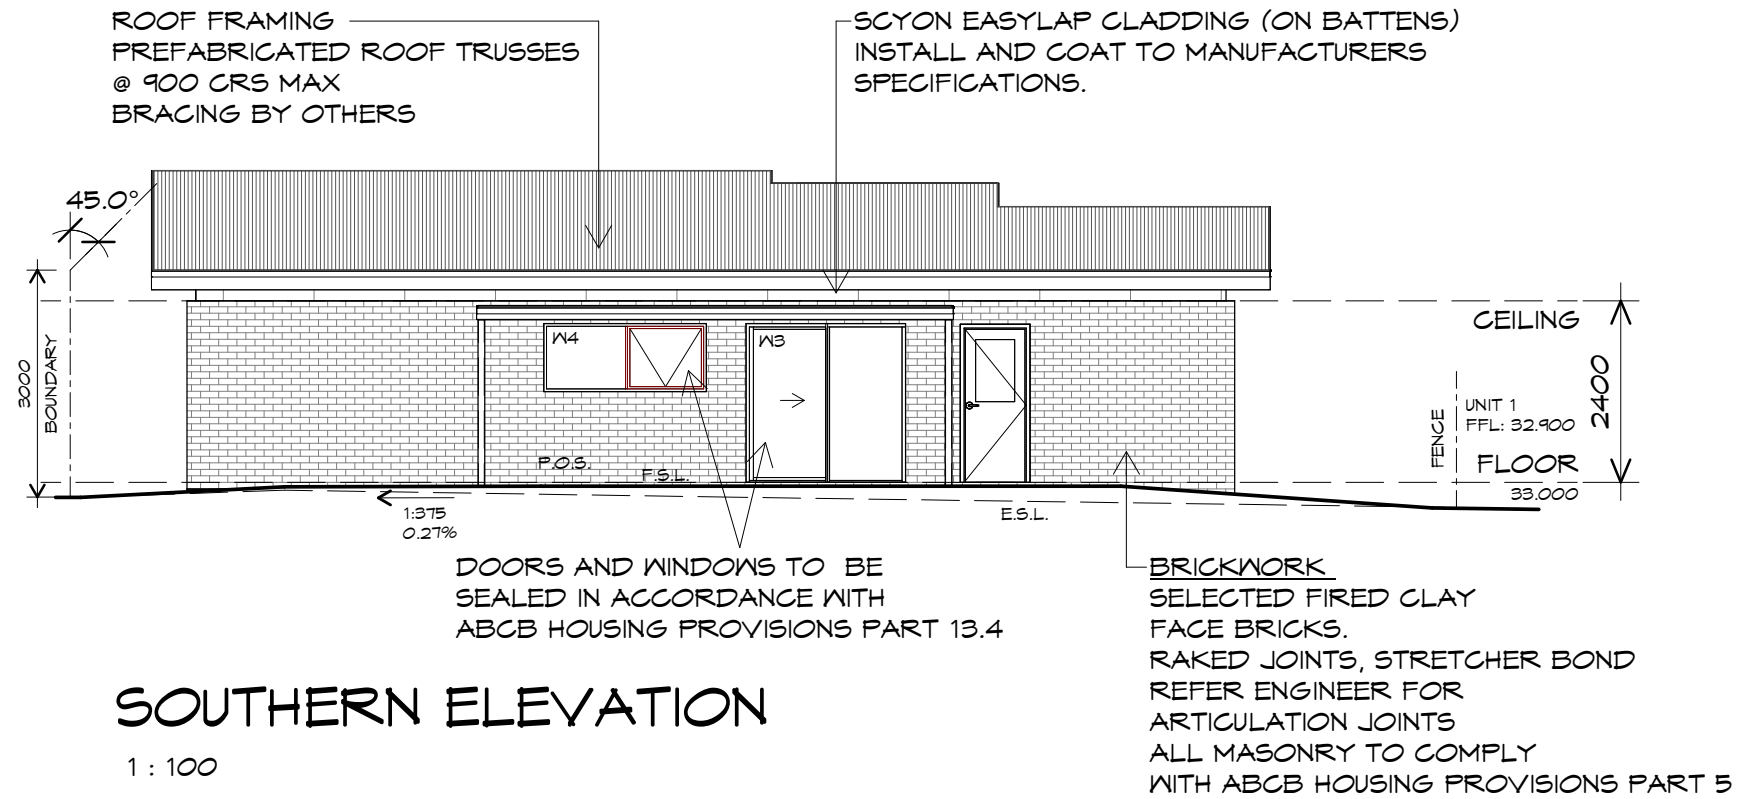 ROOF FRAMING
PREFABRICATED ROOF TRUSSES
@ 900 CRS MAX
BRACING BY OTHERS
SCYON EASYLAP CLADDING (ON BATTENS)
INSTALL AND COAT TO MANUFACTURERS
SPECIFICATIONS.
45.0°
3000
BOUNDARY
W4
W3
P.O.S.
F.S.L.
CEILING
2400
FENCE
UNIT 1
FFL: 32.900
FLOOR
33.000
1:375
0.27%
E.S.L.
DOORS AND WINDOWS TO BE
SEALED IN ACCORDANCE WITH
ABCB HOUSING PROVISIONS PART 13.4
BRICKWORK
SELECTED FIRED CLAY
FACE BRICKS.
RAKED JOINTS, STRETCHER BOND
REFER ENGINEER FOR
ARTICULATION JOINTS
ALL MASONRY TO COMPLY
WITH ABCB HOUSING PROVISIONS PART 5
SOUTHERN ELEVATION
1 : 100